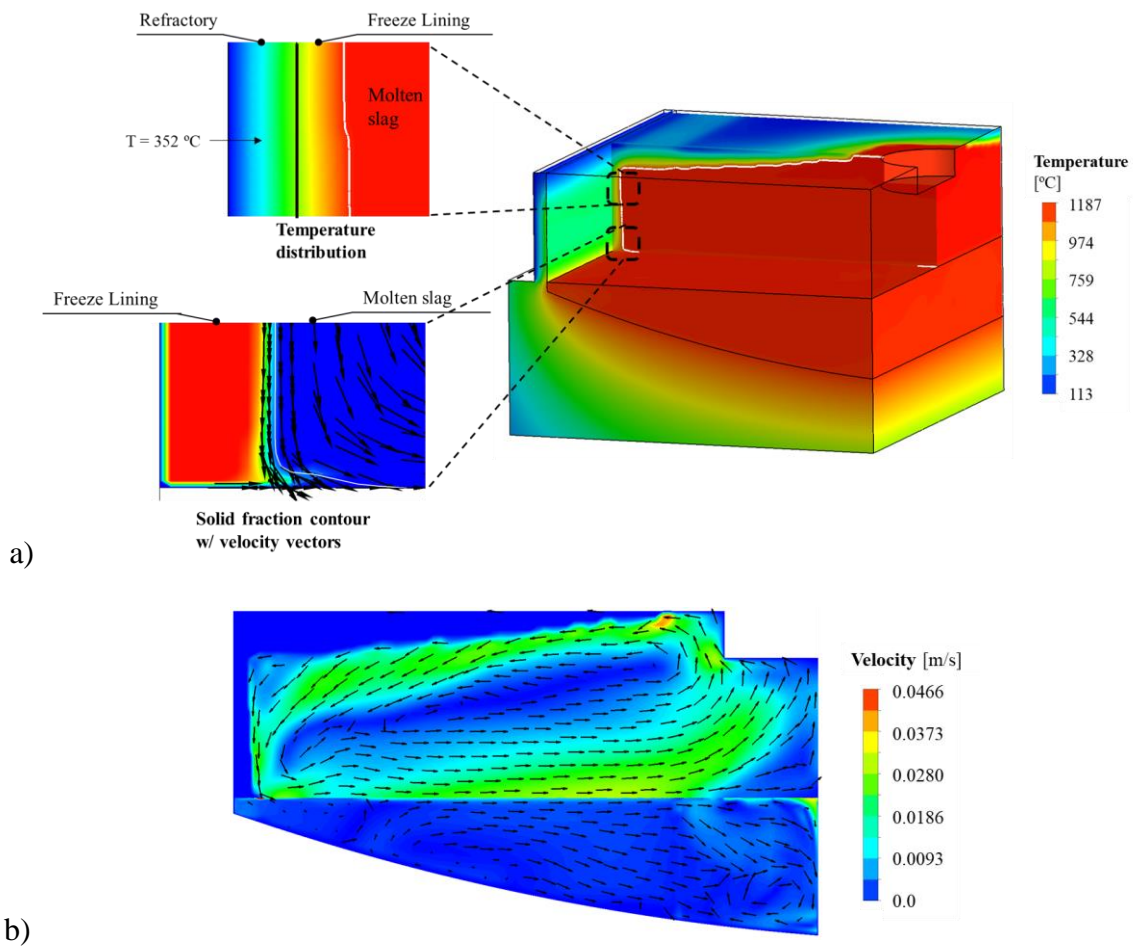 Refractory
Freeze Lining
Molten
slag
T = 352 ºC
Temperature
distribution
Temperature
[ºC]
1187
974
759
544
328
113
Freeze Lining
Molten slag
Solid fraction contour
w/ velocity vectors
a)
Velocity [m/s]
0.0466
0.0373
0.0280
0.0186
0.0093
0.0
b)